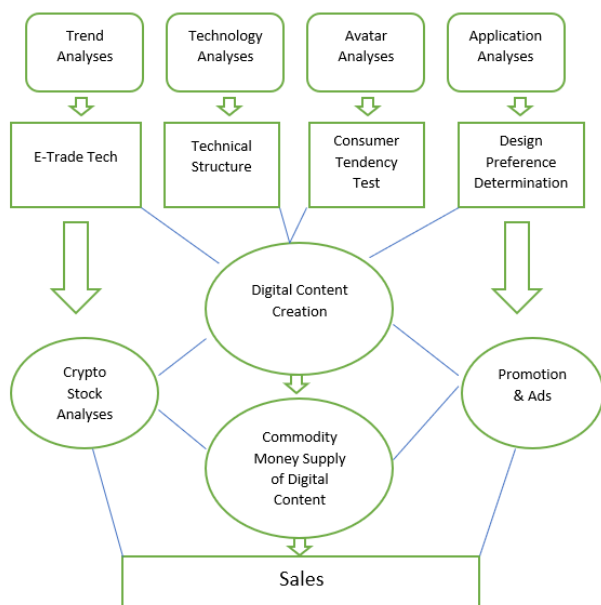 Trend
Analyses
Technology
Analyses
Avatar
Analyses
Application
Analyses
E-Trade Tech
Technical
Structure
Consumer
Tendency
Test
Design
Preference
Determination
Digital Content
Creation
Crypto
Stock
Analyses
Promotion
& Ads
Commodity
Money Supply
of Digital
Content
Sales